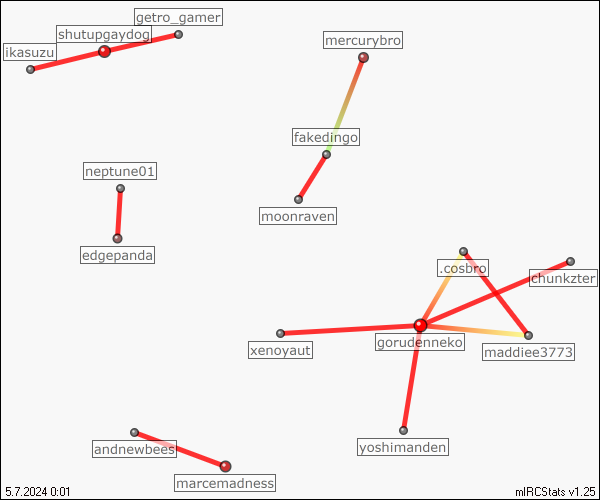 getro_gamer
shutupgaydog
ikasuzu
mercurybro
fakedingo
neptune01
moonraven
edgepanda
.cosbro
chunkzter
gorudenneko
xenoyaut
maddiee3773
yoshimanden
andnewbees
marcemadness
5.7.2024 0:01
mIRCStats v1.25